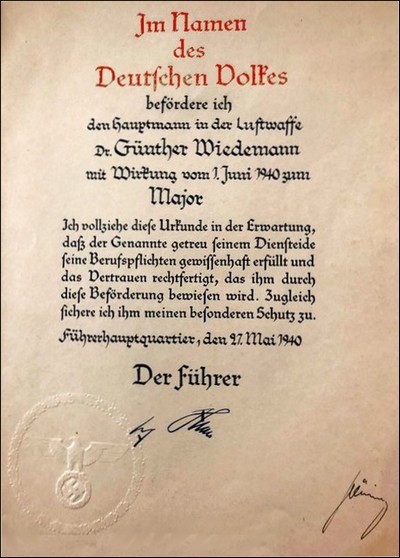 Im Namen
des
Deutschen Volkes
befördere ich
den Hauptmann in der Luftwaffe
Dr. Günther Wiedemann
mit Wirkung vom 1. Juni 1940 zum
Major
Ich vollziehe diese Urkunde in der Erwartung,
daß der Genannte getreu seinem Diensteide
seine Berufspflichten gewissenhaft erfüllt und
das Vertrauen rechtfertigt, das ihm durch
diese Beförderung bewiesen wird. Zugleich
sichere ich ihm meinen besonderen Schutz zu.
Führerhauptquartier, den 27. Mai 1940
Der Führer